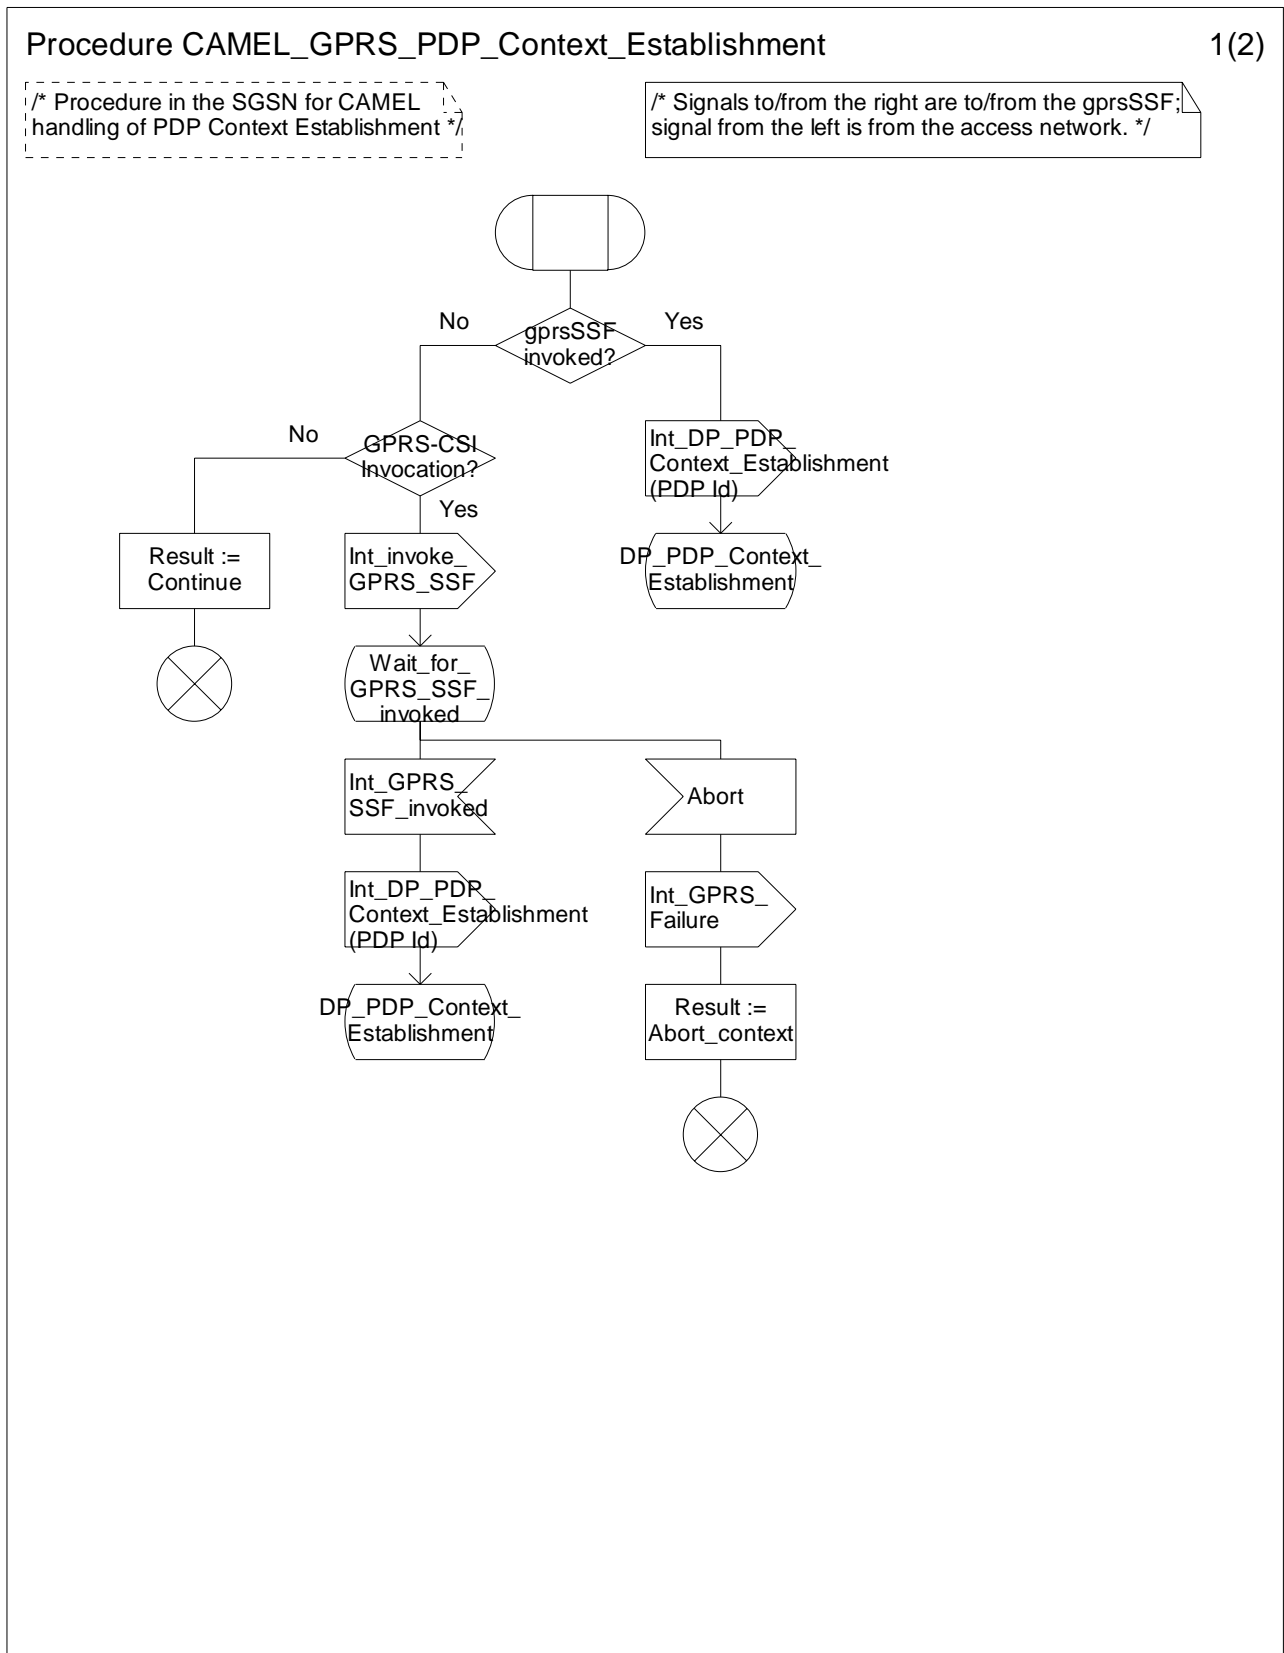 Procedure CAMEL_GPRS_PDP_Context_Establishment
1(2)
/* Procedure in the SGSN for CAMEL
handling of PDP Context Establishment */
/* Signals to/from the right are to/from the gprsSSF;
signal from the left is from the access network. */
No
gprsSSF
invoked?
Yes
No
GPRS-CSI
Invocation?
Yes
Int_DP_PDP_
Context_Establishment
(PDP Id)
Result :=
Continue
Int_invoke_
GPRS_SSF
DP_PDP_Context_
Establishment
Wait_for_
GPRS_SSF_
invoked
Int_GPRS_
SSF_invoked
Abort
Int_DP_PDP_
Context_Establishment
(PDP Id)
Int_GPRS_
Failure
DP_PDP_Context_
Establishment
Result :=
Abort_context